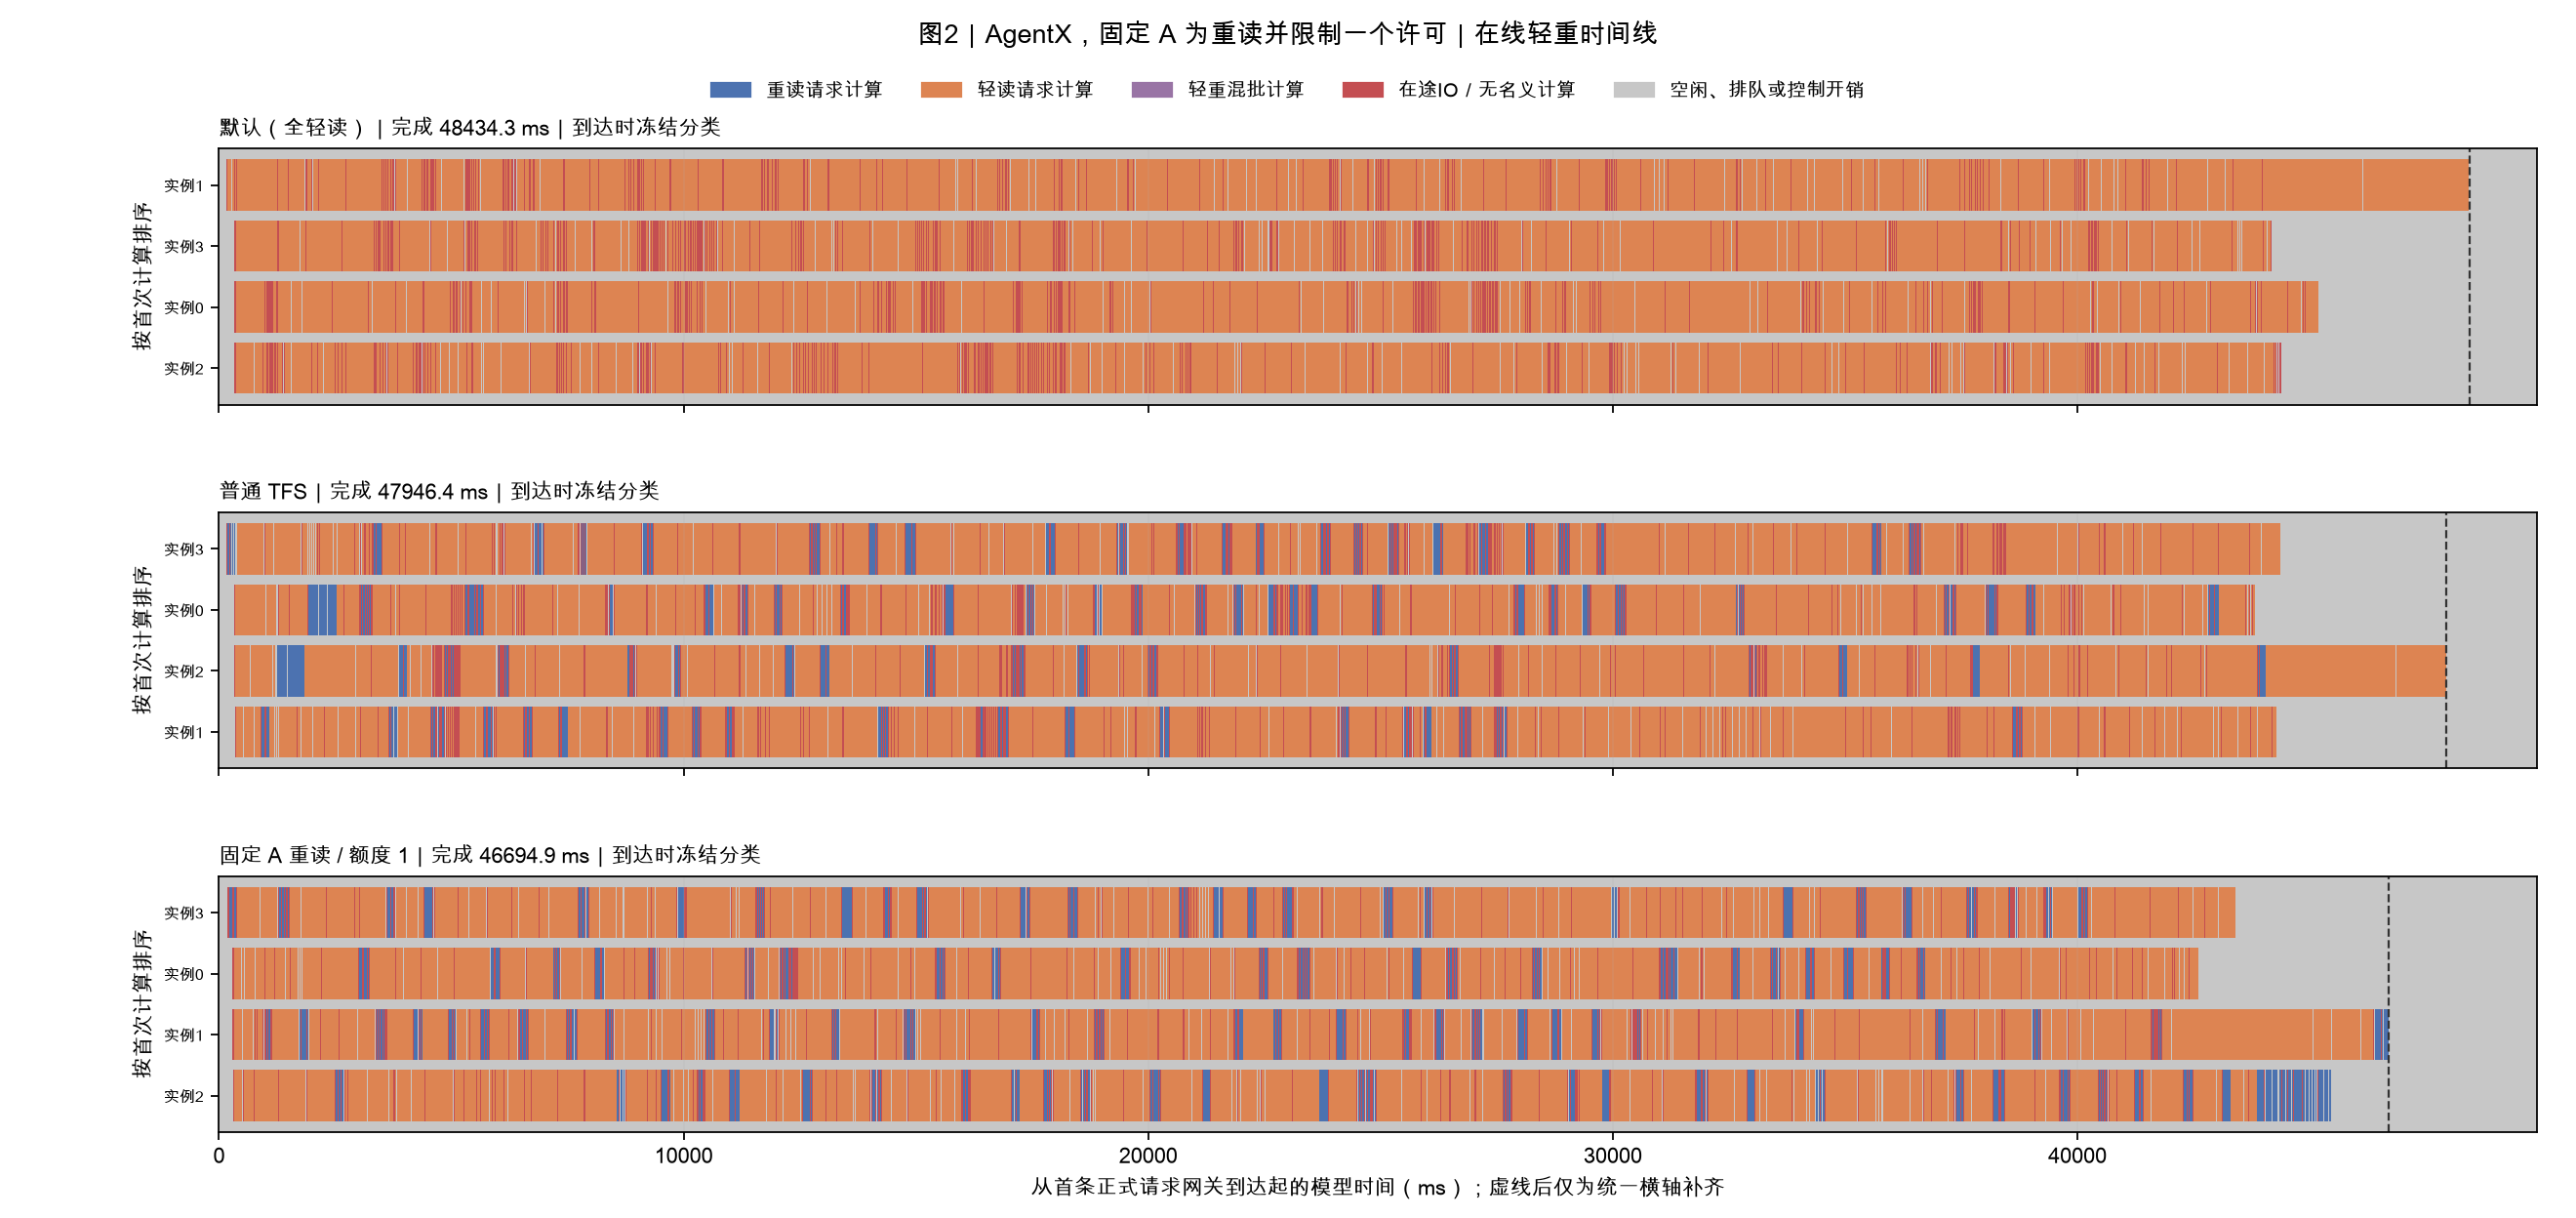 图2 | AgentX，固定 A 为重读并限制一个许可 | 在线轻重时间线
重读请求计算 轻读请求计算 轻重混批计算 在途IO / 无名义计算 空闲、排队或控制开销
默认（全轻读） | 完成 48434.3 ms | 到达时冻结分类
按首次计算排序
实例1
实例3
实例0
实例2
普通 TFS | 完成 47946.4 ms | 到达时冻结分类
按首次计算排序
实例3
实例0
实例2
实例1
固定 A 重读 / 额度 1 | 完成 46694.9 ms | 到达时冻结分类
按首次计算排序
实例3
实例0
实例1
实例2
0 10000 20000 30000 40000
从首条正式请求网关到达起的模型时间（ms）；虚线后仅为统一横轴补齐